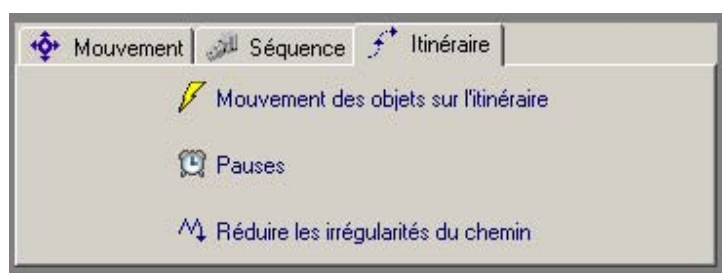 Mouvement Séquence Itinéraire
Mouvement des objets sur l'itinéraire
Pauses
Réduire les irrégularités du chemin